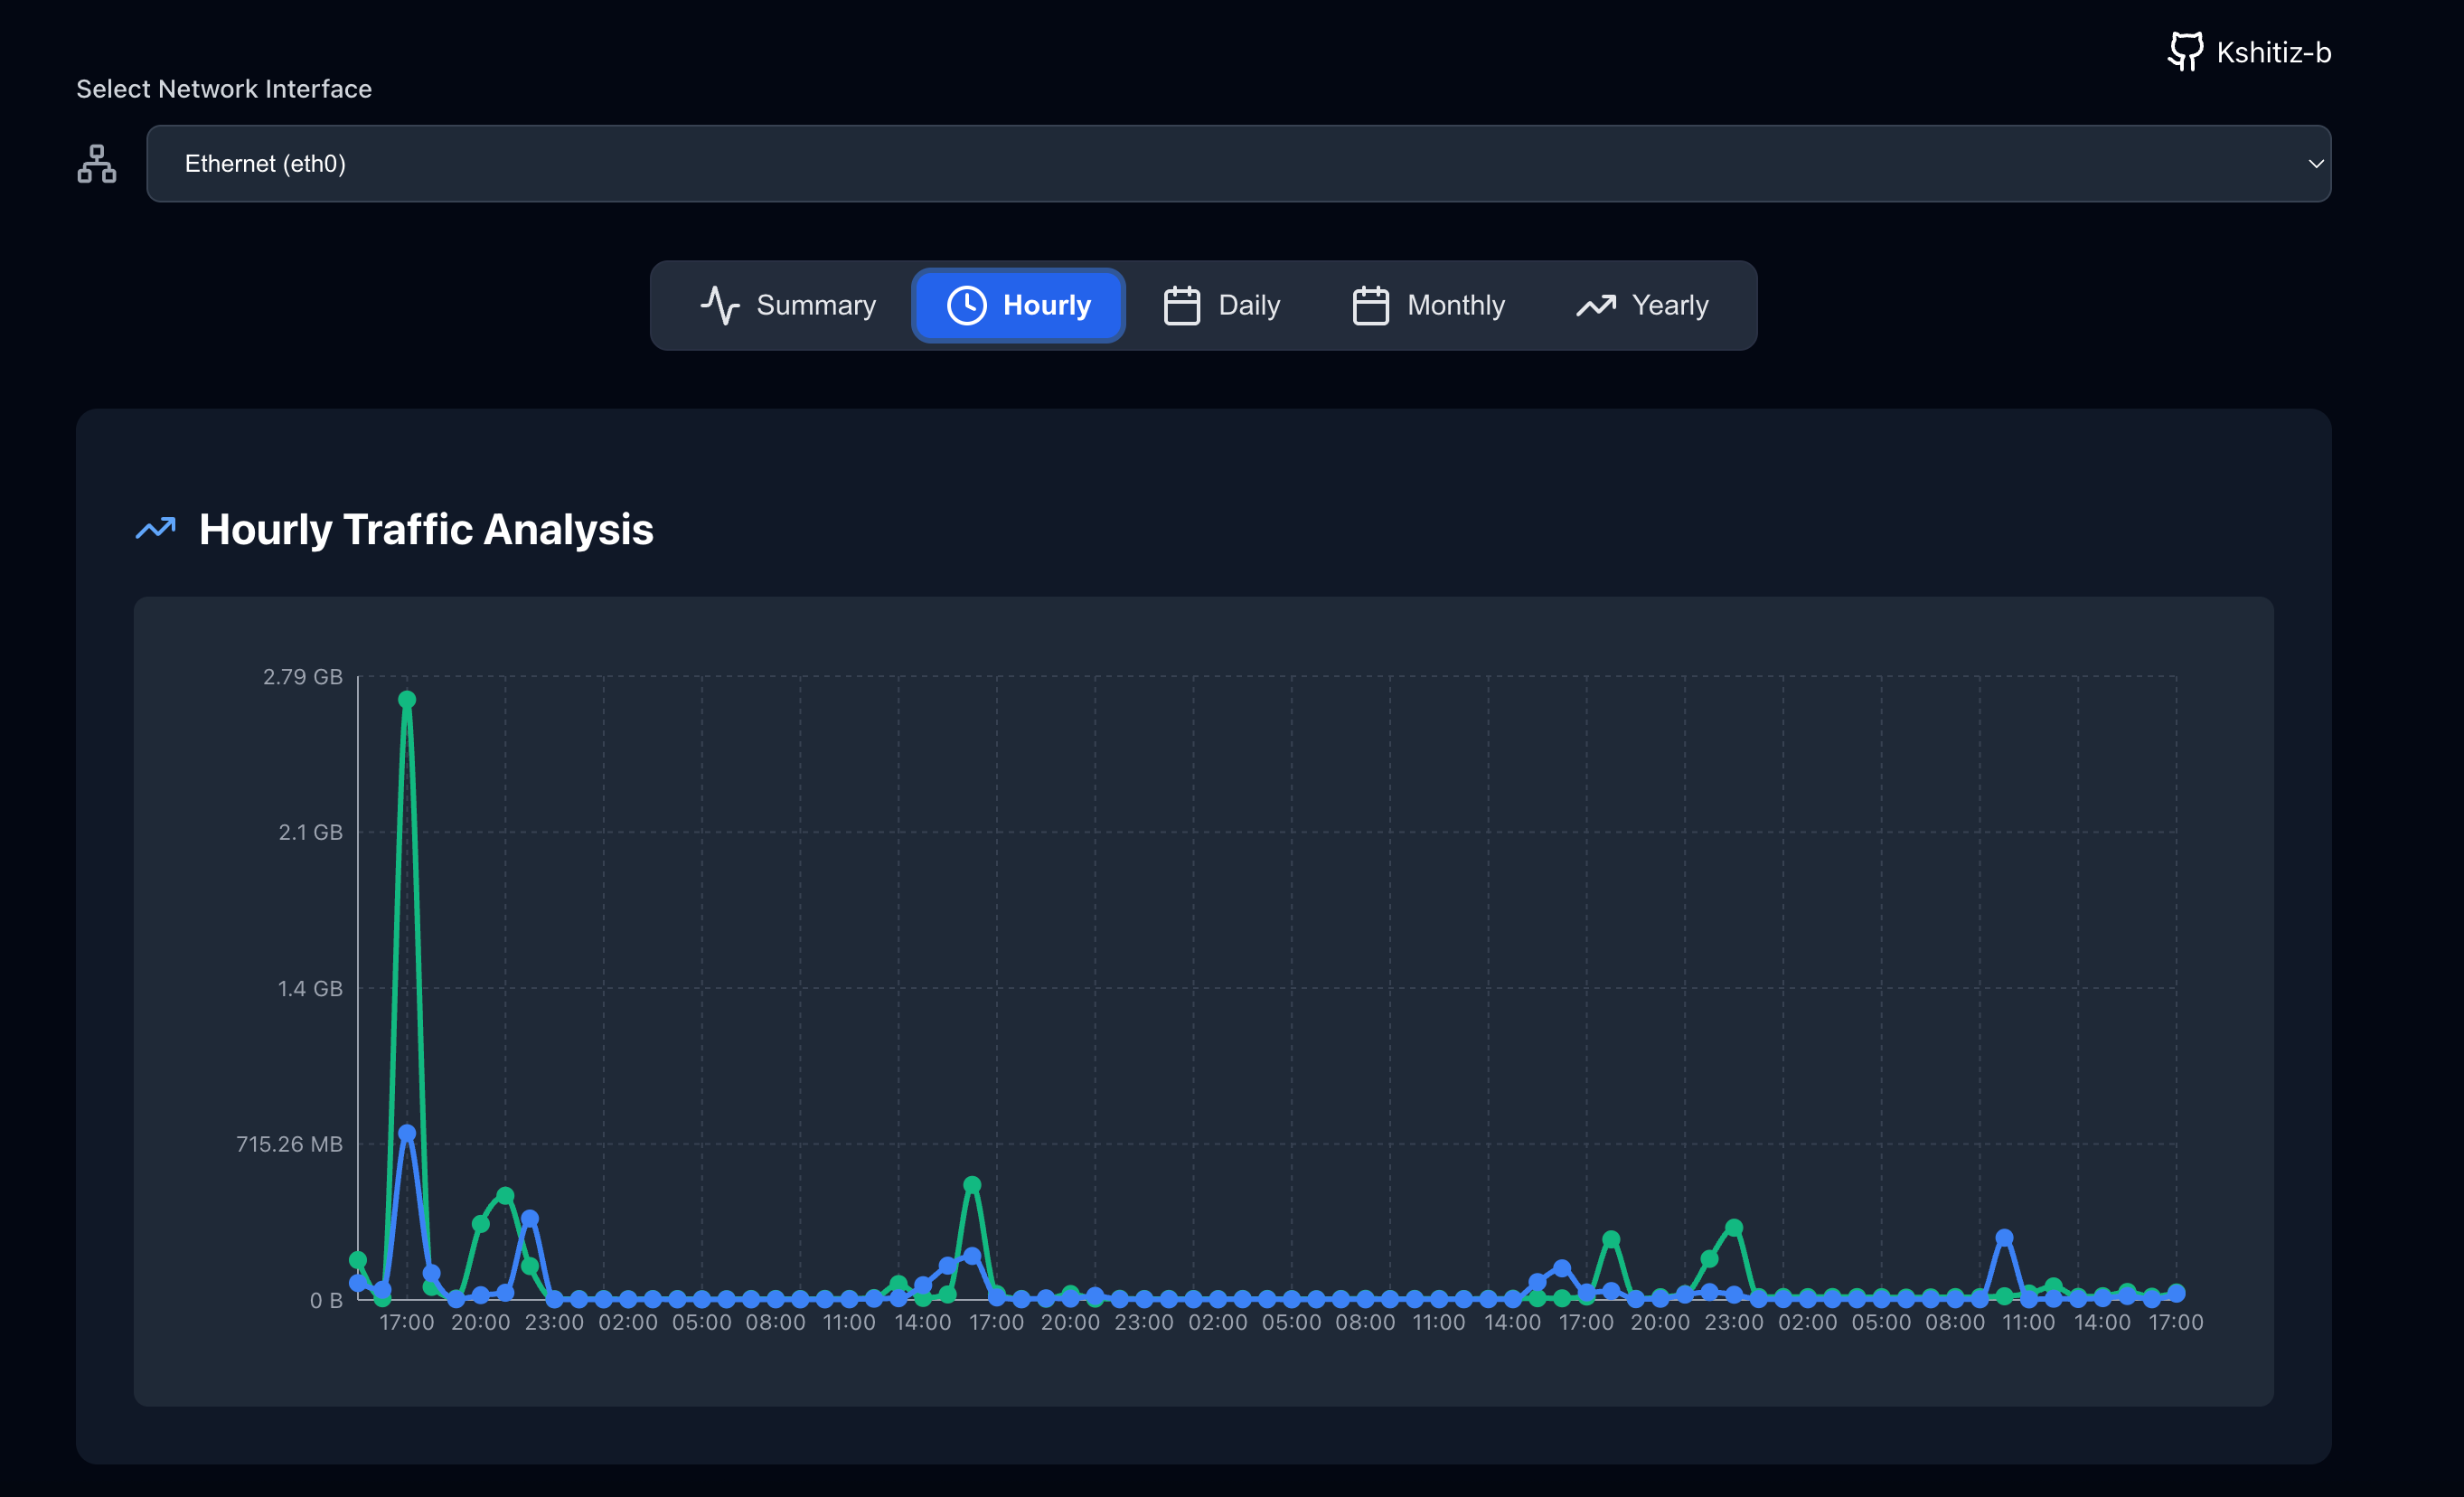 Kshitiz-b
Select Network Interface
Ethernet (eth0)
Summary Hourly Daily Monthly Yearly
Hourly Traffic Analysis
2.79 GB
2.1 GB
1.4 GB
715.26 MB
0 B
17:00 20:00 23:00 02:00 05:00 08:00 11:00 14:00 17:00 20:00 23:00 02:00 05:00 08:00 11:00 14:00 17:00 20:00 23:00 02:00 05:00 08:00 11:00 14:00 17:00